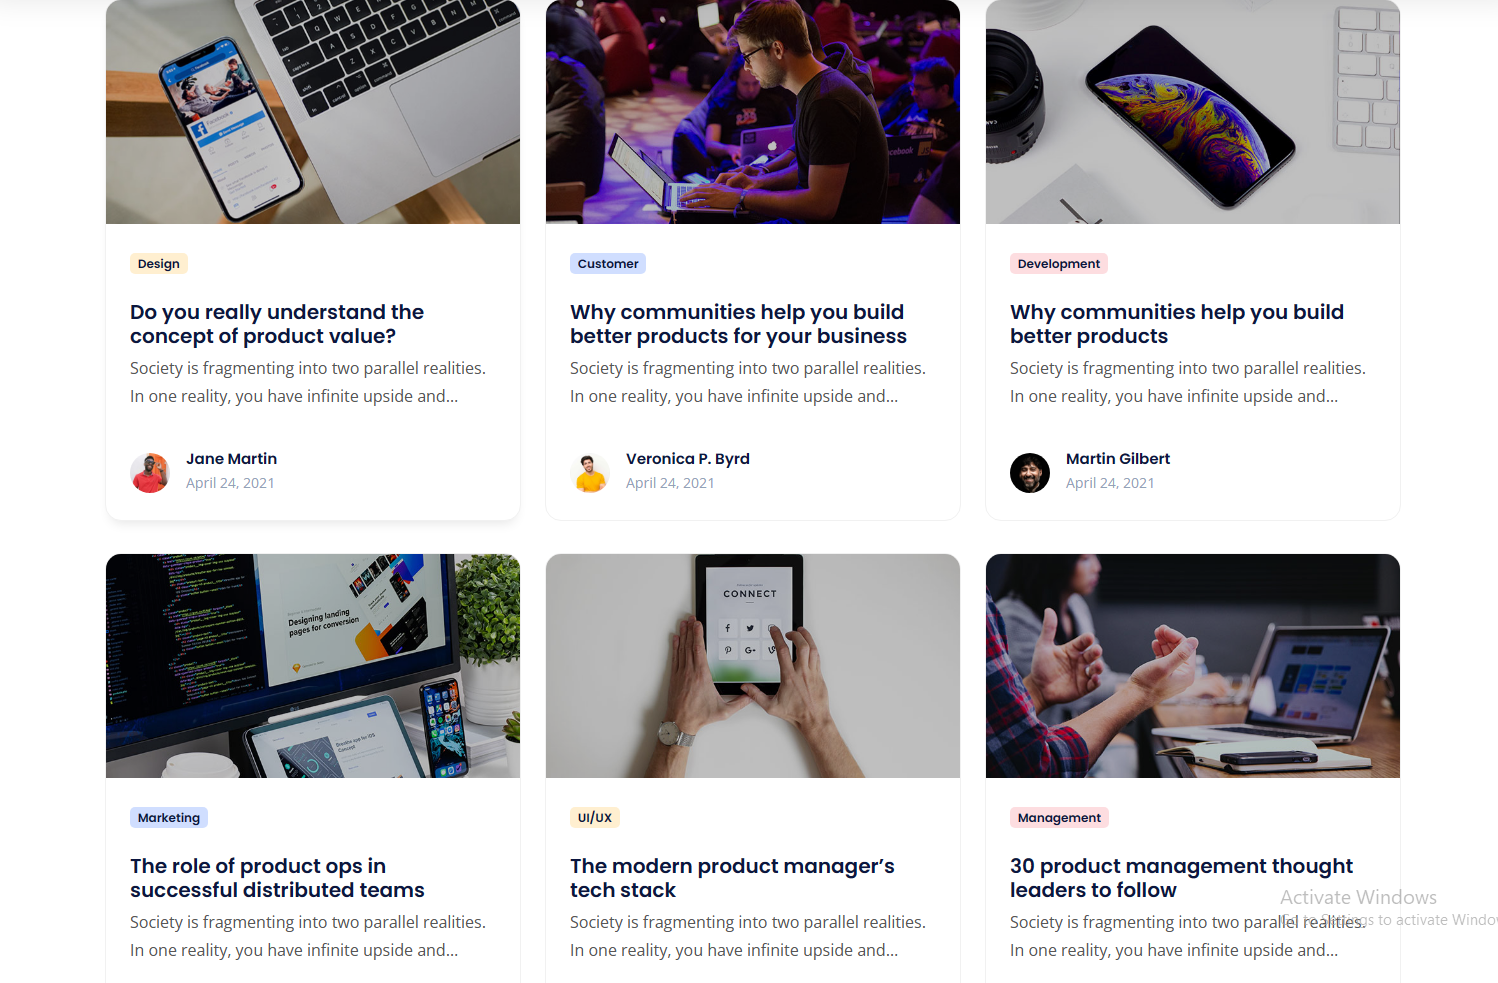 Design
Do you really understand the
concept of product value?
Society is fragmenting into two parallel realities.
In one reality, you have infinite upside and...
Jane Martin
April 24, 2021
Customer
Why communities help you build
better products for your business
Society is fragmenting into two parallel realities.
In one reality, you have infinite upside and...
Veronica P. Byrd
April 24, 2021
Development
Why communities help you build
better products
Society is fragmenting into two parallel realities.
In one reality, you have infinite upside and...
Martin Gilbert
April 24, 2021
Designing landing
pages for conversion
Marketing
The role of product ops in
successful distributed teams
Society is fragmenting into two parallel realities.
In one reality, you have infinite upside and...
CONNECT
UI/UX
The modern product manager’s
tech stack
Society is fragmenting into two parallel realities.
In one reality, you have infinite upside and...
Management
30 product management thought
leaders to follow
Society is fragmenting into two parallel realities.
In one reality, you have infinite upside and...
Activate Windows
Go to Settings to activate Windo